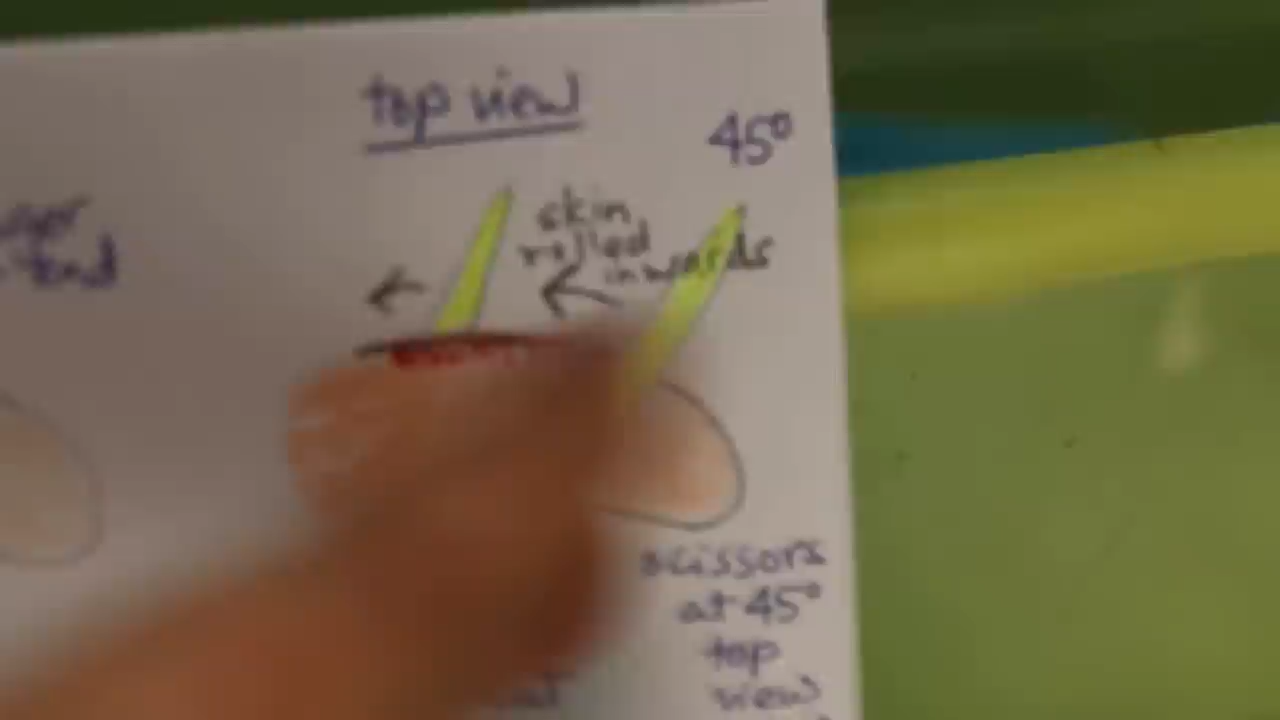 top view
45°
skin
rolled
inwards
scissors
at 45°
top
view